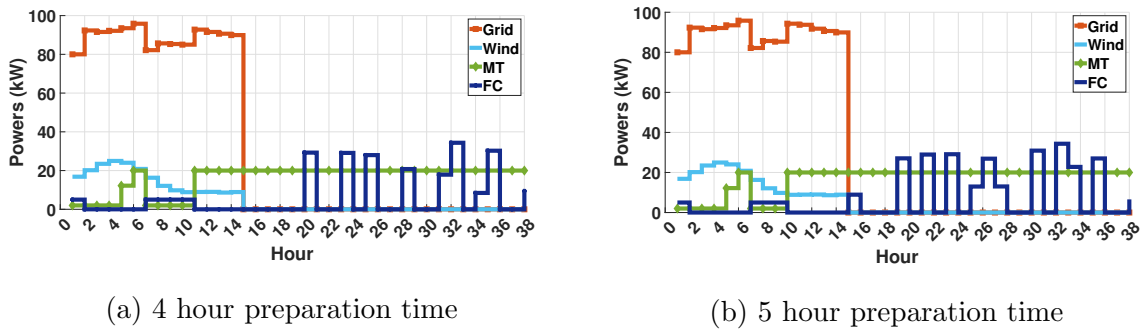 100
80
60
40
20
0
Powers (kW)
Grid
Wind
MT
FC
0 2 4 6 8 10 12 14 16 18 20 22 24 26 28 30 32 34 36 38
Hour
(a) 4 hour preparation time
100
80
60
40
20
0
Powers (kW)
Grid
Wind
MT
FC
0 2 4 6 8 10 12 14 16 18 20 22 24 26 28 30 32 34 36 38
Hour
(b) 5 hour preparation time